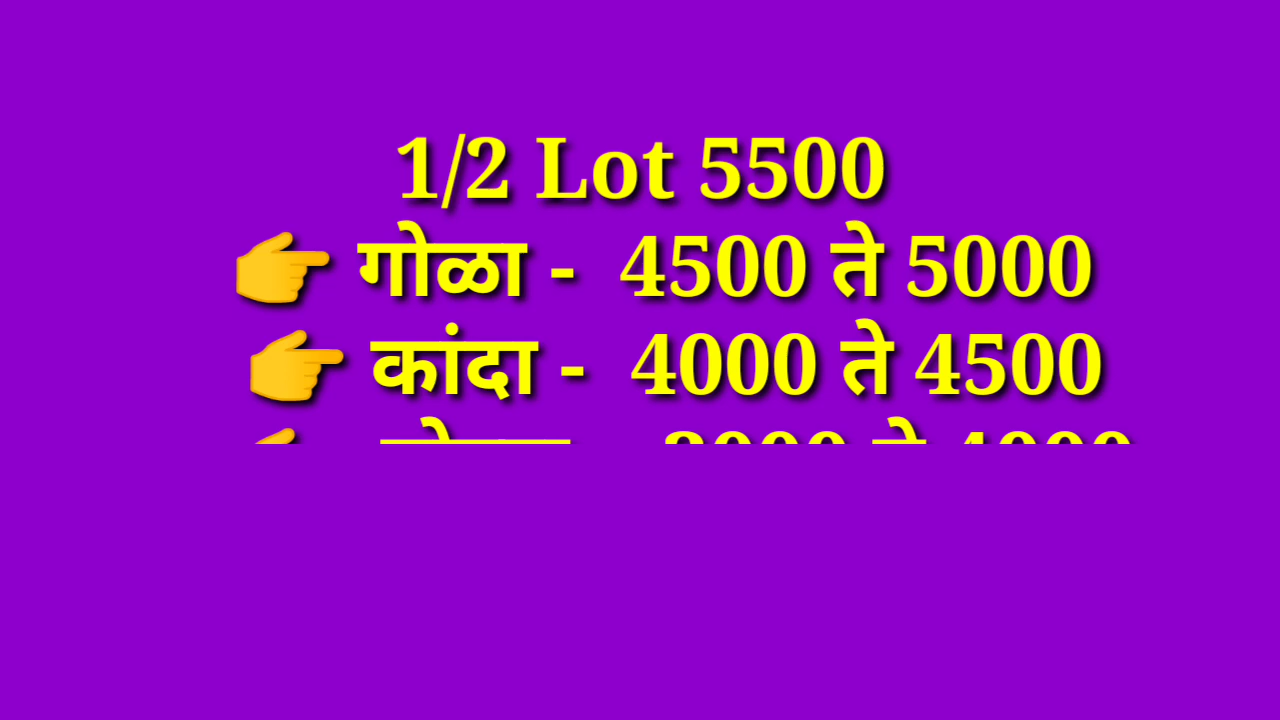 1/2 Lot 5500
👉 गोळा - 4500 ते 5000
👉 कांदा - 4000 ते 4500